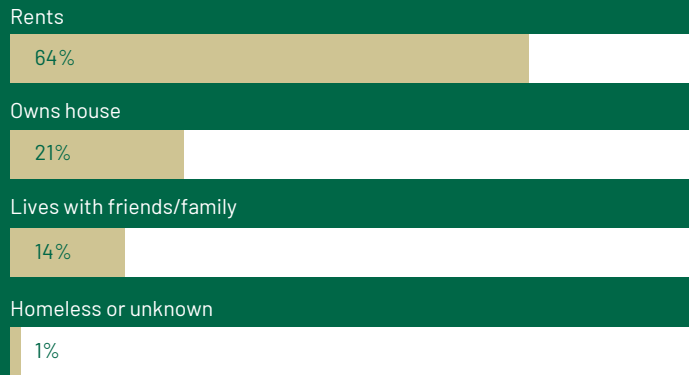 Rents
64%
Owns house
21%
Lives with friends/family
14%
Homeless or unknown
1%